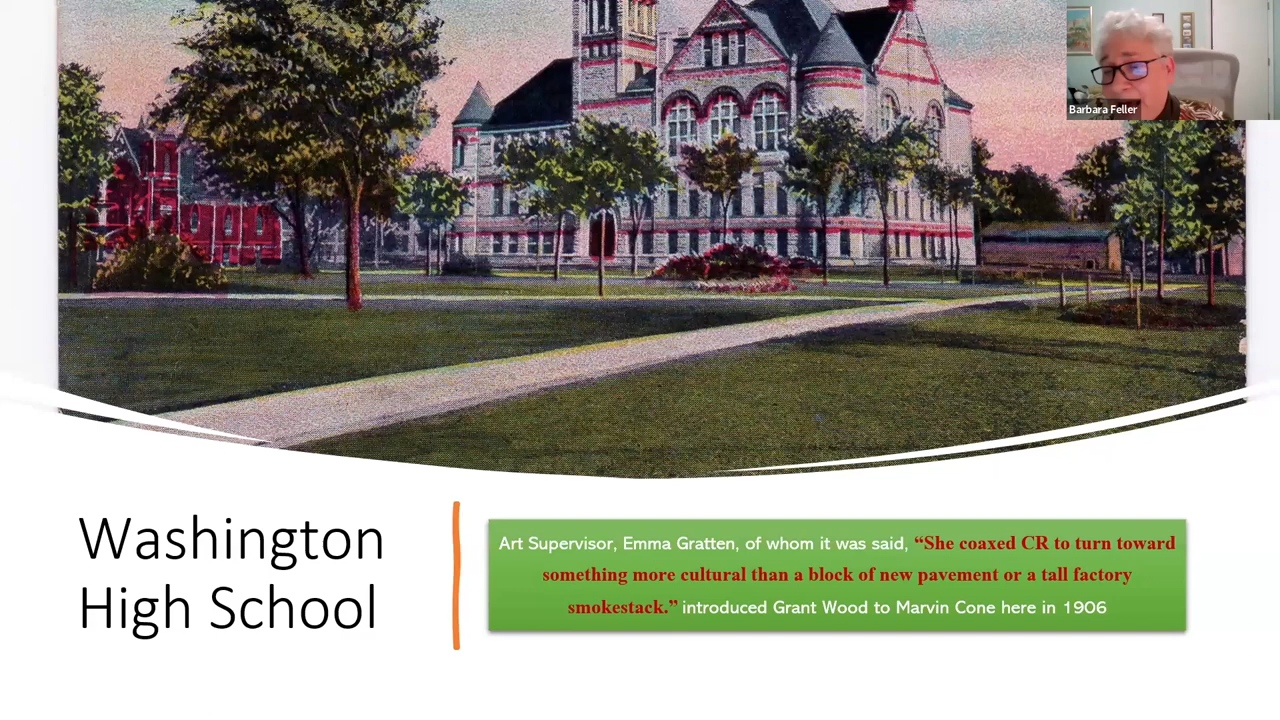 Barbara Feller
Washington
High School
Art Supervisor, Emma Gratten, of whom it was said, “She coaxed CR to turn toward
something more cultural than a block of new pavement or a tall factory
smokestack.” introduced Grant Wood to Marvin Cone here in 1906